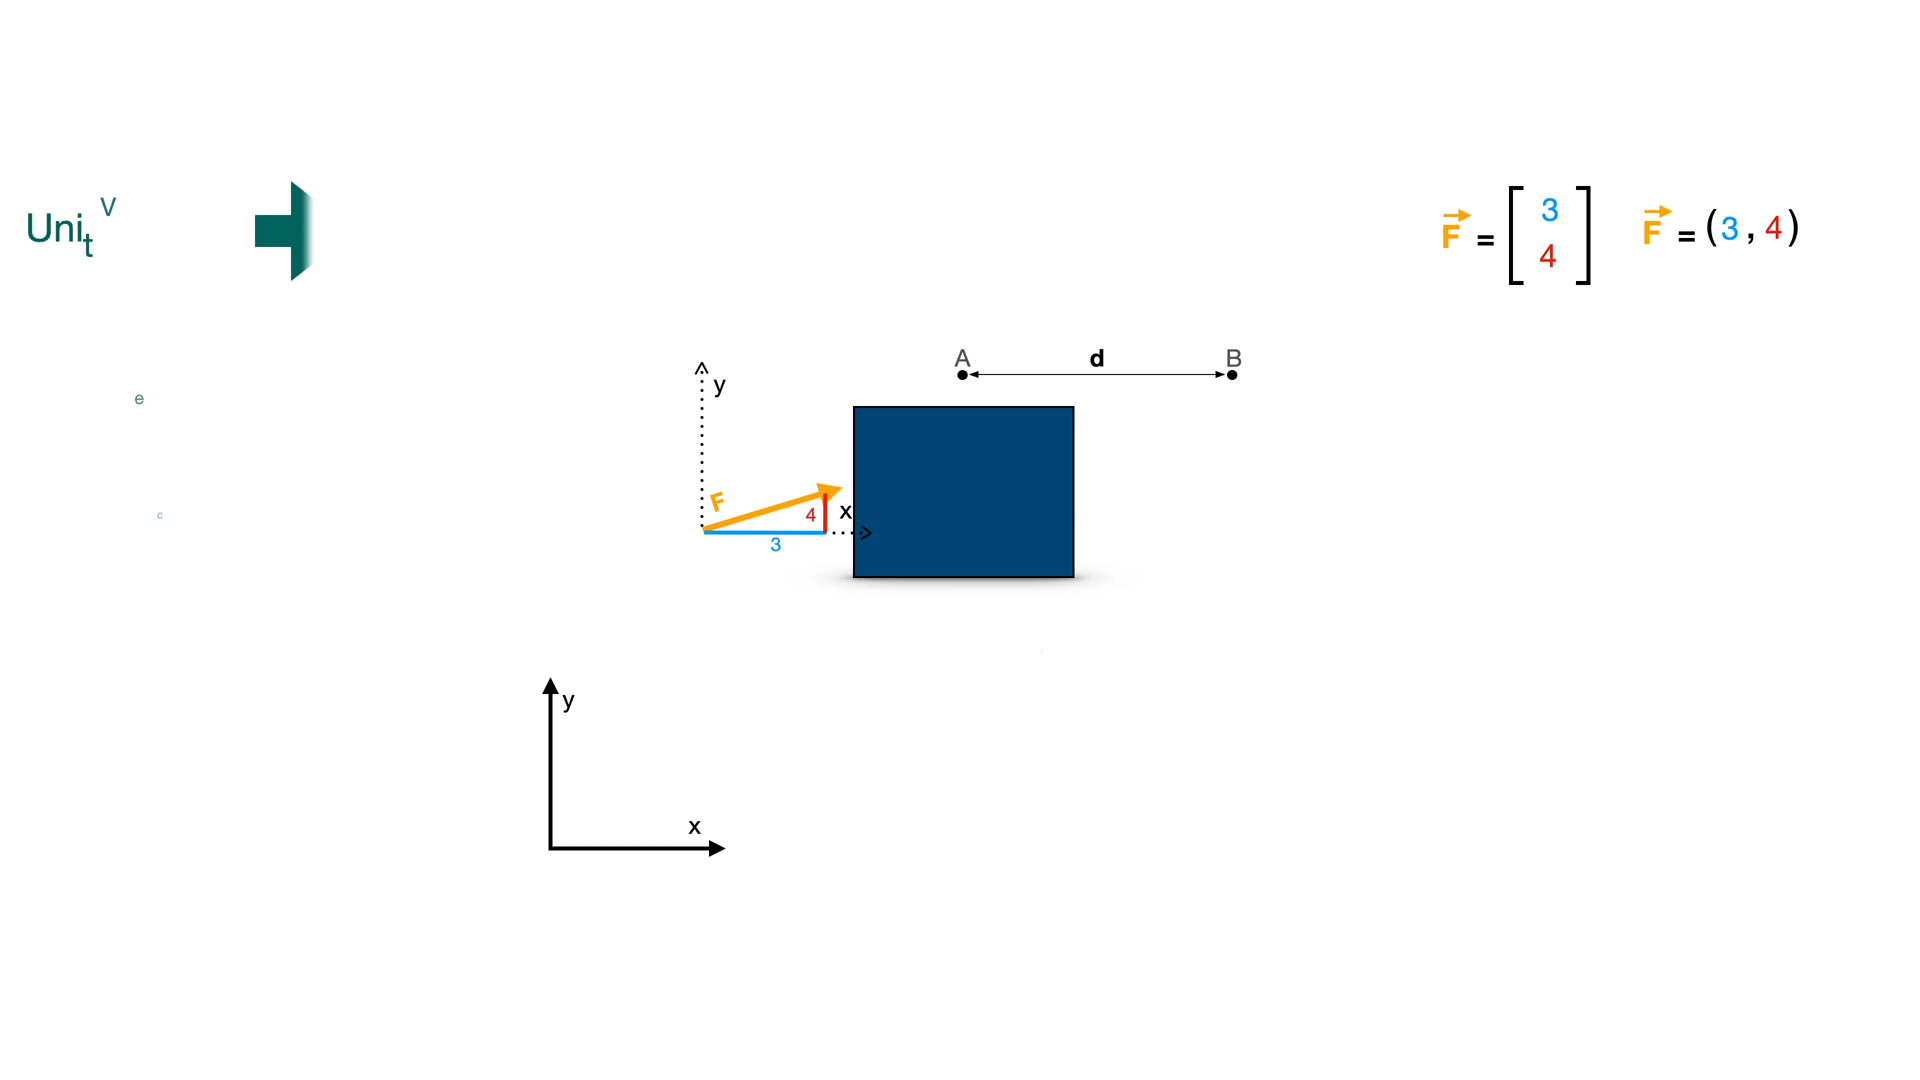 Unit V
e
c
F = [ 3 4 ]
F = (3 , 4)
A d B
y
F
4 x
3
y
x